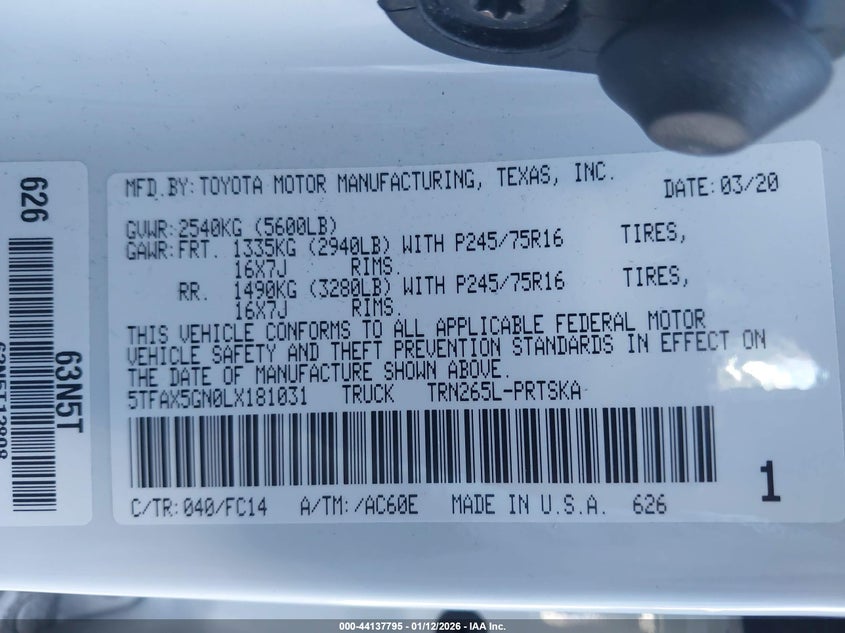 MFD.BY:TOYOTA MOTOR MANUFACTURING, TEXAS, INC. DATE:03/20
GVWR:2540KG (5600LB)
GAWR:FRT. 1335KG (2940LB) WITH P245/75R16 TIRES,
16X7J RIMS.
RR. 1490KG (3280LB) WITH P245/75R16 TIRES,
16X7J RIMS.
THIS VEHICLE CONFORMS TO ALL APPLICABLE FEDERAL MOTOR
VEHICLE SAFETY AND THEFT PREVENTION STANDARDS IN EFFECT ON
THE DATE OF MANUFACTURE SHOWN ABOVE.
5TFAX5GN0LX181031 TRUCK TRN265L-PRTSKA
C/TR:040/FC14 A/TM:/AC60E MADE IN U.S.A. 626
1
626
63N5T
000-44137795 - 01/12/2026 - IAA Inc.